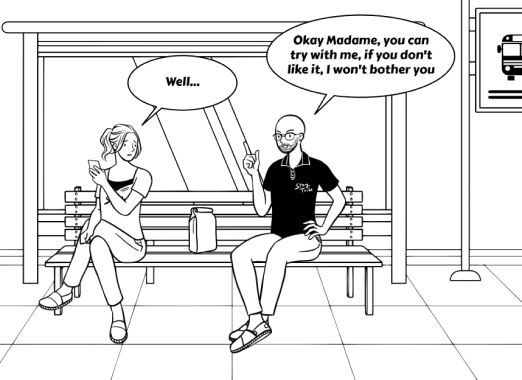 Okay Madame, you can
try with me, if you don't
like it, I won't bother you
Well...